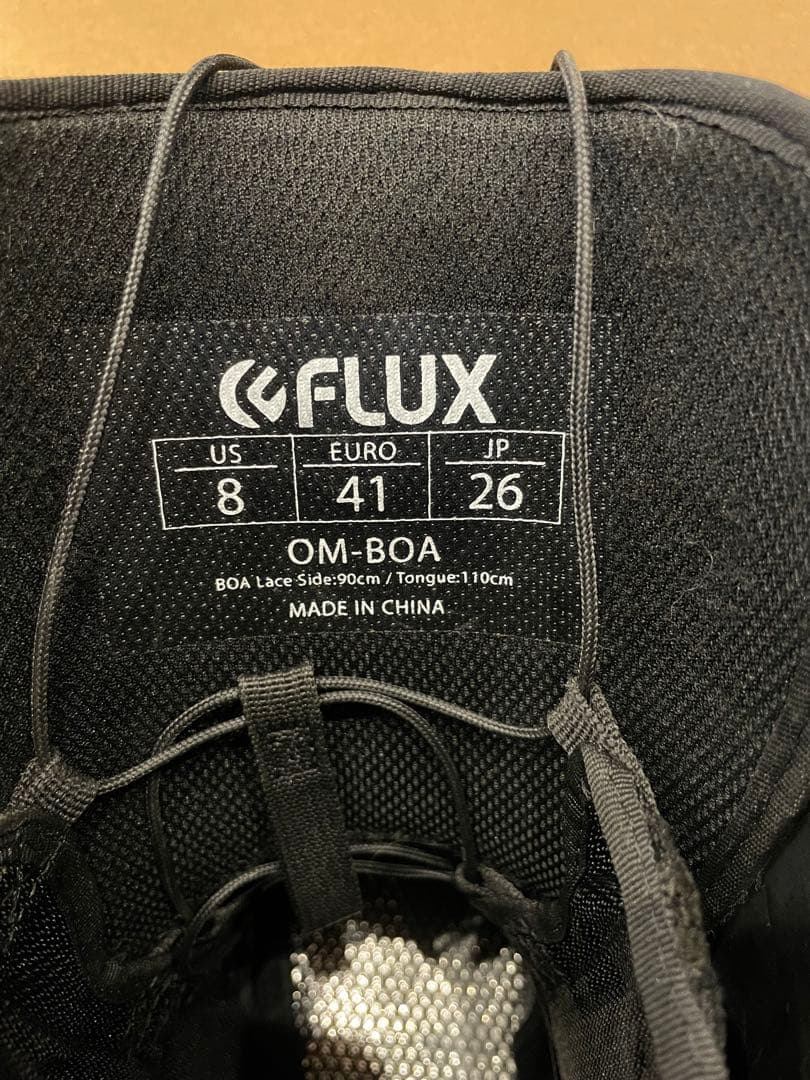 FLUX
US EURO JP
8 41 26
OM-BOA
BOA Lace Side:90cm / Tongue:110cm
MADE IN CHINA